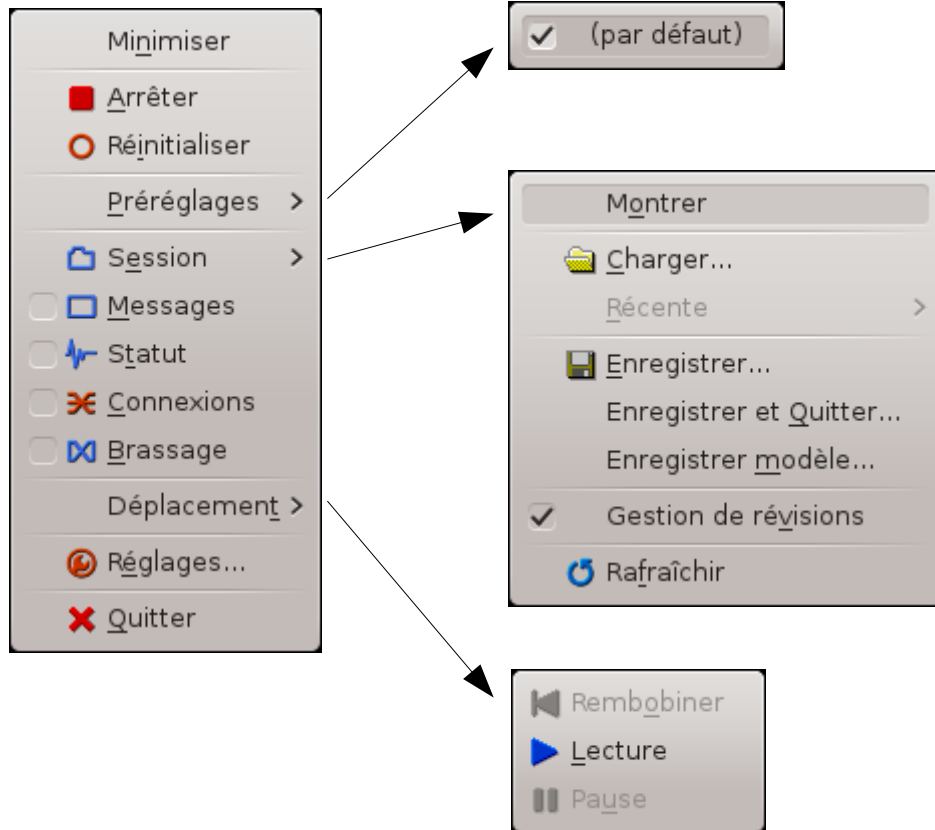 Minimiser
Arrêter
Réinitialiser
Préréglages
Session
Messages
Statut
Connexions
Brassage
Déplacement
Réglages...
Quitter
(par défaut)
Montrer
Charger...
Récente
Enregistrer...
Enregistrer et Quitter...
Enregistrer modèle...
Gestion de révisions
Rafraîchir
Rembobiner
Lecture
Pause